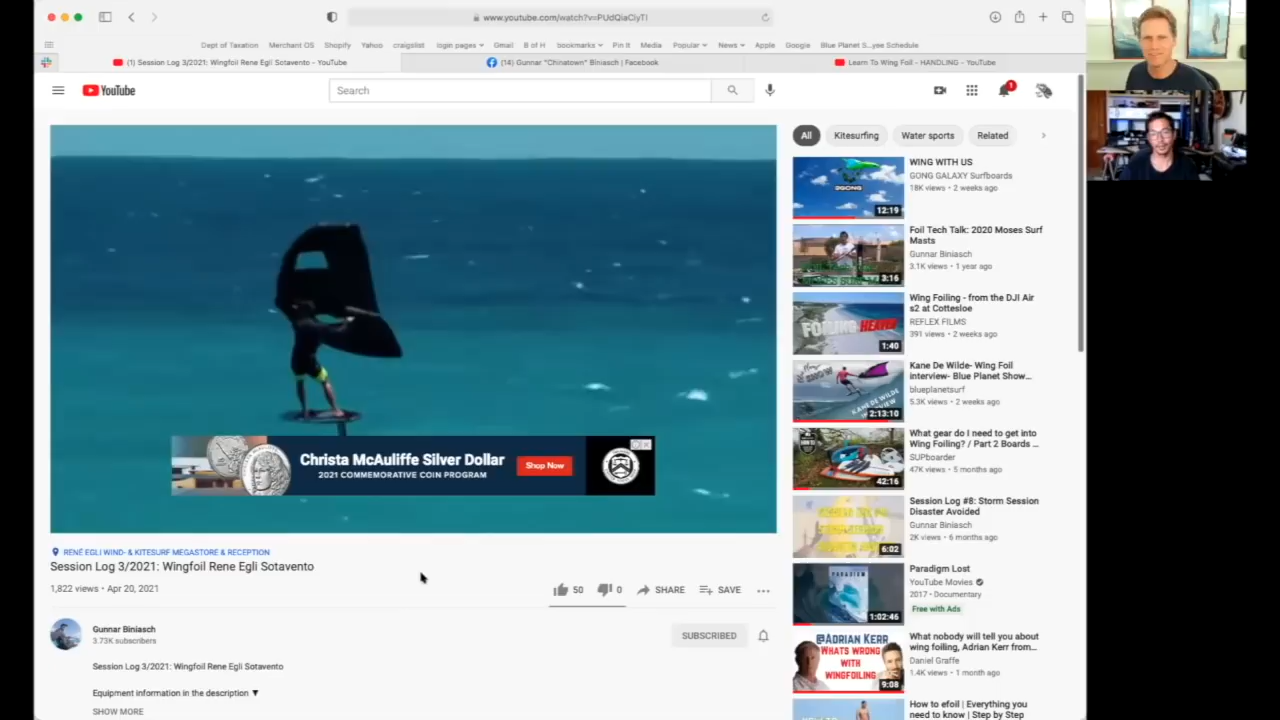 www.youtube.com/watch?v=PUdQiaCiyTI
Dept of Taxation Merchant OS Shopify Yahoo craigslist login pages Gmail B of H bookmarks Pin It Media Popular News Apple Google Blue Planet S...yee Schedule
(1) Session Log 3/2021: Wingfoil Rene Egli Sotavento - YouTube
(14) Gunnar "Chinatown" Biniasch | Facebook
Learn To Wing Foil - HANDLING - YouTube
YouTube
Search
1
All Kitesurfing Water sports Related
Christa McAuliffe Silver Dollar
2021 COMMEMORATIVE COIN PROGRAM
Shop Now
RENÉ EGLI WIND- & KITESURF MEGASTORE & RECEPTION
Session Log 3/2021: Wingfoil Rene Egli Sotavento
1,822 views • Apr 20, 2021
50 0 SHARE SAVE
Gunnar Biniasch
3.73K subscribers
SUBSCRIBED
Session Log 3/2021: Wingfoil Rene Egli Sotavento
Equipment information in the description ▼
SHOW MORE
12:19
WING WITH US
GONG GALAXY Surfboards
18K views • 2 weeks ago
3:16
Foil Tech Talk: 2020 Moses Surf
Masts
Gunnar Biniasch
3.1K views • 1 year ago
FOILING HEAVEN
1:40
Wing Foiling - from the DJI Air
s2 at Cottesloe
REFLEX FILMS
391 views • 2 weeks ago
KANE DE WILDE
2:13:10
Kane De Wilde- Wing Foil
interview- Blue Planet Show...
blueplanetsurf
5.3K views • 2 weeks ago
42:16
What gear do I need to get into
Wing Foiling? / Part 2 Boards ...
SUPboarder
47K views • 5 months ago
6:02
Session Log #8: Storm Session
Disaster Avoided
Gunnar Biniasch
2K views • 6 months ago
PARADIGM
1:02:46
Paradigm Lost
YouTube Movies
2017 • Documentary
Free with Ads
@ADRIAN KERR
WHATS WRONG
WITH
WINGFOILING
9:08
What nobody will tell you about
wing foiling, Adrian Kerr from...
Daniel Graffe
1.4K views • 1 month ago
How to efoil | Everything you
need to know | Step by Step